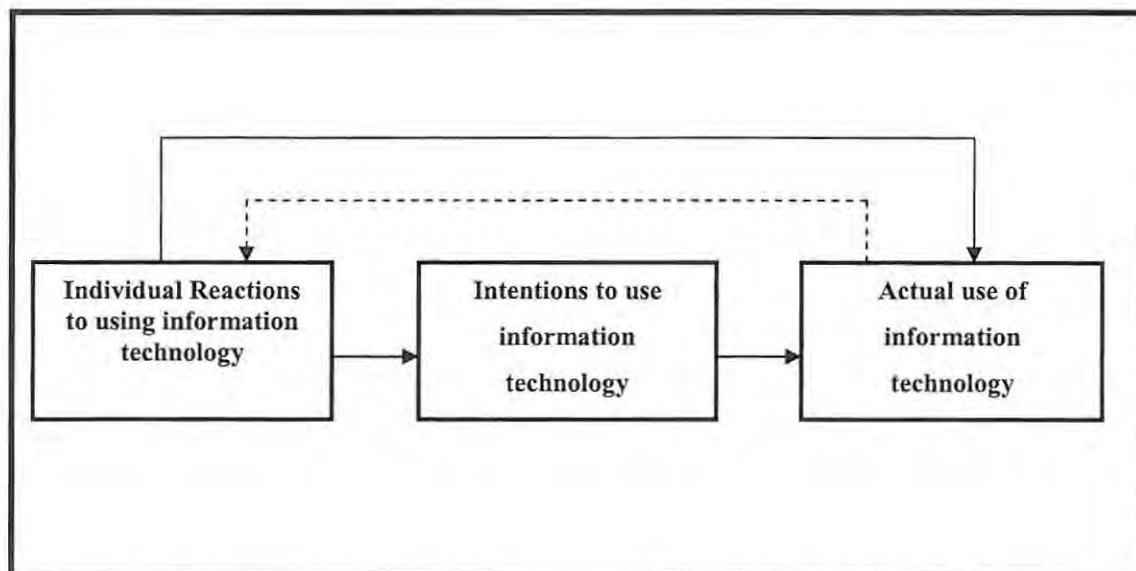 Individual Reactions
to using information
technology
Intentions to use
information
technology
Actual use of
information
technology